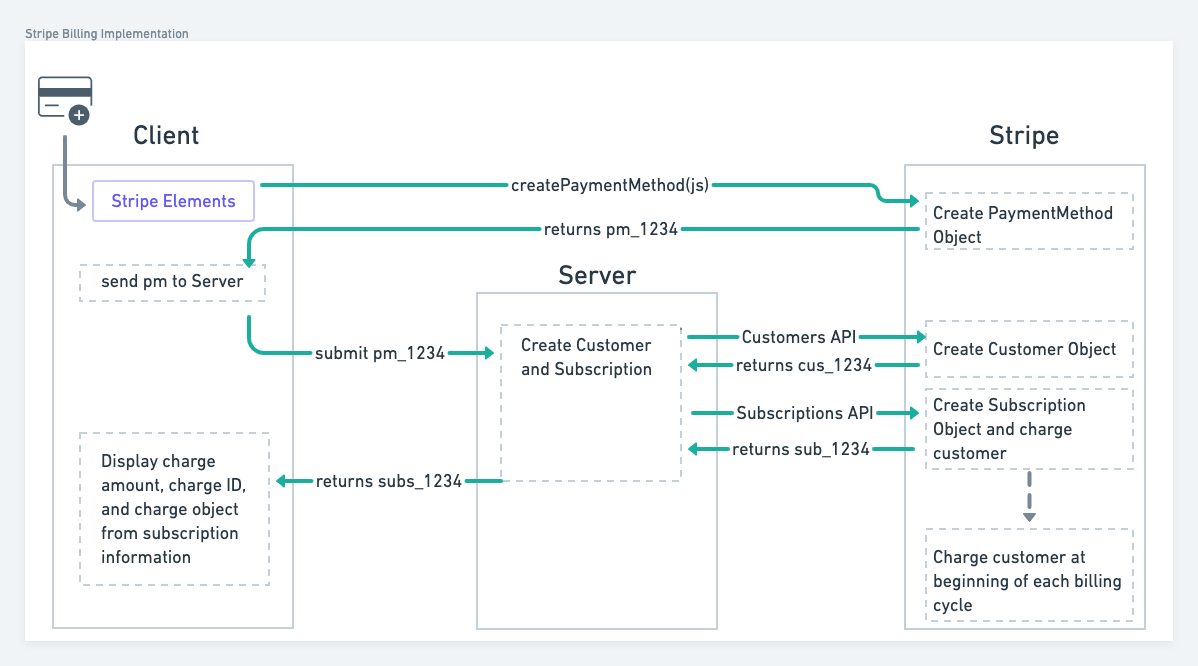 Stripe Billing Implementation
Client
Stripe
Stripe Elements
createPaymentMethod(js)
Create PaymentMethod
Object
returns pm_1234
send pm to Server
Server
submit pm_1234
Create Customer
and Subscription
Customers API
returns cus_1234
Create Customer Object
Subscriptions API
returns sub_1234
Create Subscription
Object and charge
customer
returns subs_1234
Display charge
amount, charge ID,
and charge object
from subscription
information
Charge customer at
beginning of each billing
cycle